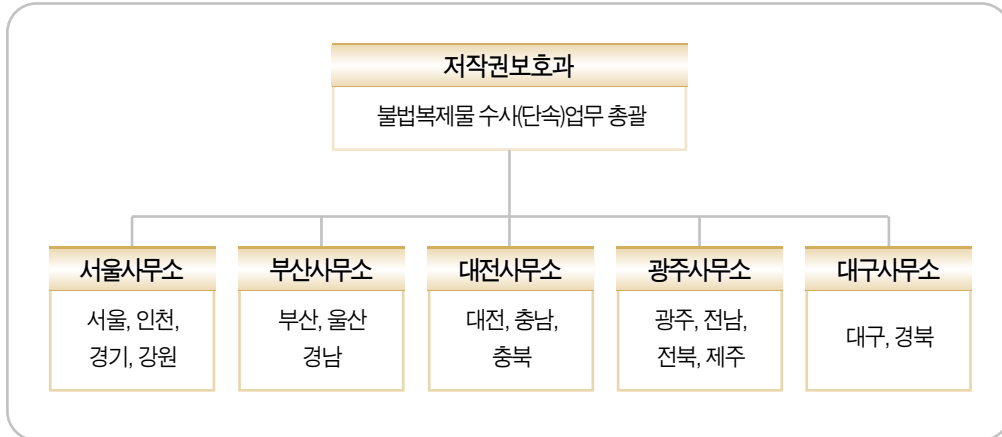 저작권보호과
불법복제물 수사(단속)업무 총괄
서울사무소
서울, 인천,
경기, 강원
부산사무소
부산, 울산
경남
대전사무소
대전, 충남,
충북
광주사무소
광주, 전남,
전북, 제주
대구사무소
대구, 경북